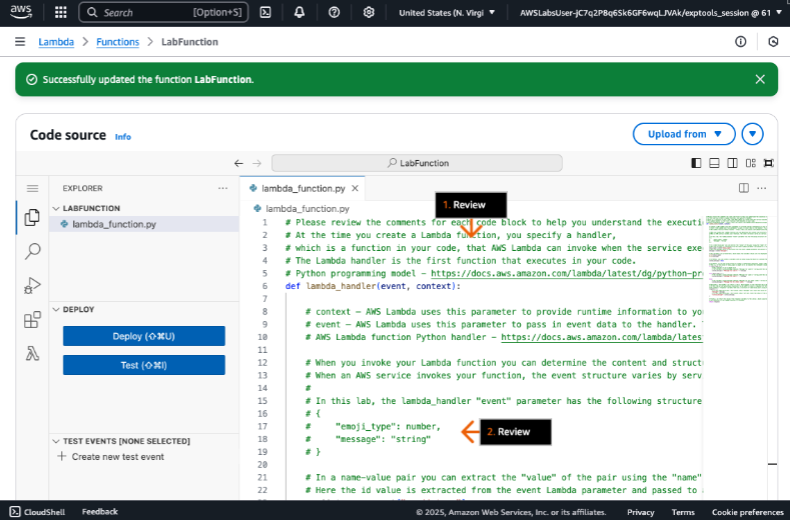 aws
Search [Option+S] United States (N. Virgi AWSLabsUser-jC7q2P8q6Sk6GF6wqLJVAk/exptools_session @ 61
Lambda > Functions > LabFunction
Successfully updated the function LabFunction.
Code source Info
Upload from
LabFunction
EXPLORER
LABFUNCTION
lambda_function.py
DEPLOY
Deploy (⇧⌘U)
Test (⇧⌘I)
TEST EVENTS [NONE SELECTED]
Create new test event
lambda_function.py
lambda_function.py
1. Review
1 # Please review the comments for each code block to help you understand the executi
2 # At the time you create a Lambda function, you specify a handler,
3 # which is a function in your code, that AWS Lambda can invoke when the service exe
4 # The Lambda handler is the first function that executes in your code.
5 # Python programming model – https://docs.aws.amazon.com/lambda/latest/dg/python-pr
6 def lambda_handler(event, context):
7
8 # context – AWS Lambda uses this parameter to provide runtime information to yo
9 # event – AWS Lambda uses this parameter to pass in event data to the handler.
10 # AWS Lambda function Python handler – https://docs.aws.amazon.com/lambda/latest
11
12 # When you invoke your Lambda function you can determine the content and struct
13 # When an AWS service invokes your function, the event structure varies by serv
14 #
15 # In this lab, the lambda_handler "event" parameter has the following structure
16 # {
17 # "emoji_type": number,
18 # "message": "string"
19 # }
2. Review
20
21 # In a name-value pair you can extract the "value" of the pair using the "name"
22 # Here the id value is extracted from the event Lambda parameter and passed to
CloudShell Feedback © 2025, Amazon Web Services, Inc. or its affiliates. Privacy Terms Cookie preferences